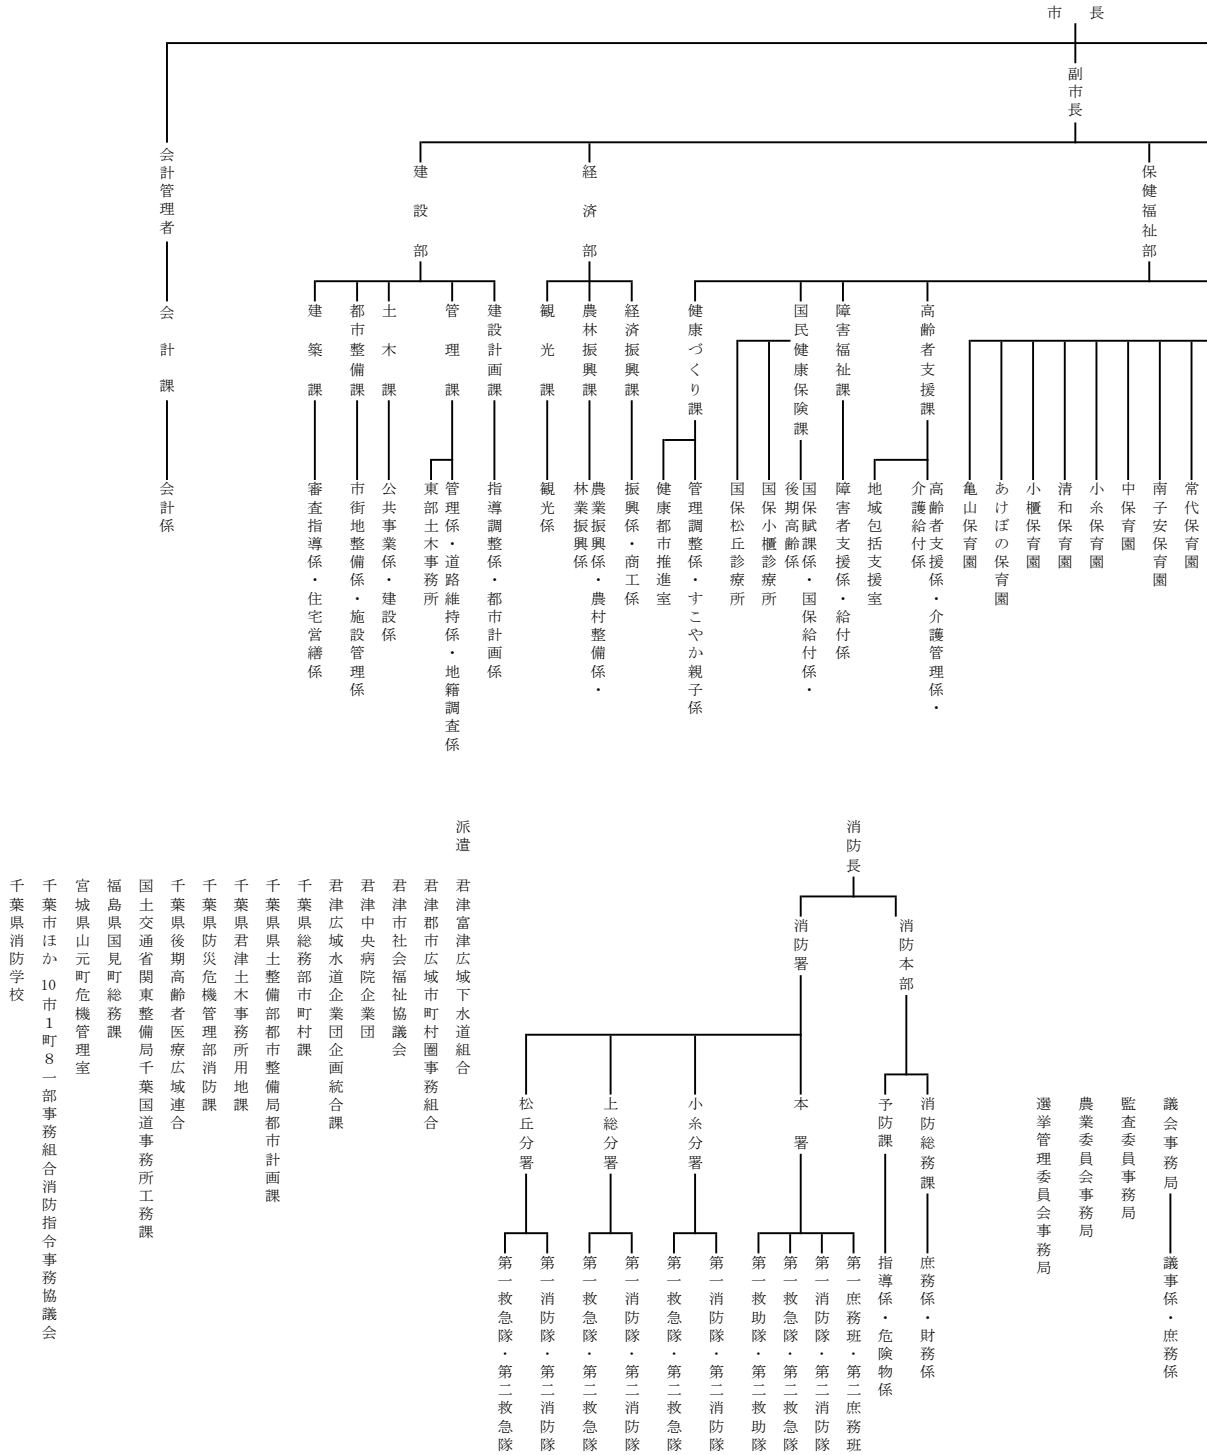 市長
副市長
保健福祉部
経済部
建設部
会計管理者
高齢者支援課
障害福祉課
国民健康保険課
健康づくり課
経済振興課
農林振興課
観光課
建設計画課
管理課
土木課
都市整備課
建築課
会計課
常代保育園
南子安保育園
中保育園
小糸保育園
清和保育園
小櫃保育園
あけぼの保育園
亀山保育園
高齢者支援係・介護管理係・
介護給付係
地域包括支援室
障害者支援係・給付係
国保賦課係・国保給付係・
後期高齢係
国保小櫃診療所
国保松丘診療所
管理調整係・すこやか親子係
健康都市推進室
振興係・商工係
農業振興係・農村整備係・
林業振興係
観光係
指導調整係・都市計画係
管理係・道路維持係・地籍調査係
東部土木事務所
公共事業係・建設係
市街地整備係・施設管理係
審査指導係・住宅営繕係
会計係
議会事務局
議事係・庶務係
監査委員事務局
農業委員会事務局
選挙管理委員会事務局
消防長
消防本部
消防署
消防総務課
予防課
本署
小糸分署
上総分署
松丘分署
庶務係・財務係
指導係・危険物係
第一庶務班・第二庶務班
第一消防隊・第二消防隊
第一救急隊・第二救急隊
第一救助隊・第二救助隊
第一消防隊・第二消防隊
第一救急隊・第二救急隊
第一消防隊・第二消防隊
第一救急隊・第二救急隊
第一消防隊・第二消防隊
第一救急隊・第二救急隊
派遣
君津富津広域下水道組合
君津郡市広域市町村圏事務組合
君津市社会福祉協議会
君津中央病院企業団
君津広域水道企業団企画統合課
千葉県総務部市町村課
千葉県県土整備部都市整備局都市計画課
千葉県君津土木事務所用地課
千葉県防災危機管理部消防課
千葉県後期高齢者医療広域連合
国土交通省関東整備局千葉国道事務所工務課
福島県国見町総務課
宮城県山元町危機管理室
千葉市ほか10市1町8一部事務組合消防指令事務協議会
千葉県消防学校